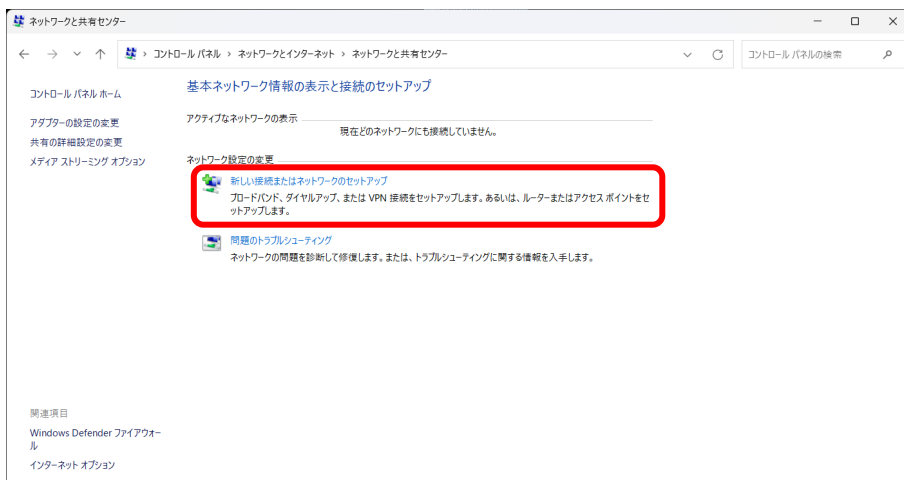 ネットワークと共有センター
コントロール パネル > ネットワークとインターネット > ネットワークと共有センター
コントロール パネルの検索
コントロール パネル ホーム
アダプターの設定の変更
共有の詳細設定の変更
メディア ストリーミング オプション
基本ネットワーク情報の表示と接続のセットアップ
アクティブなネットワークの表示
現在どのネットワークにも接続していません。
ネットワーク設定の変更
新しい接続またはネットワークのセットアップ
ブロードバンド、ダイヤルアップ、または VPN 接続をセットアップします。あるいは、ルーターまたはアクセス ポイントをセ
ットアップします。
問題のトラブルシューティング
ネットワークの問題を診断して修復します。または、トラブルシューティングに関する情報を入手します。
関連項目
Windows Defender ファイアウォー
ル
インターネット オプション